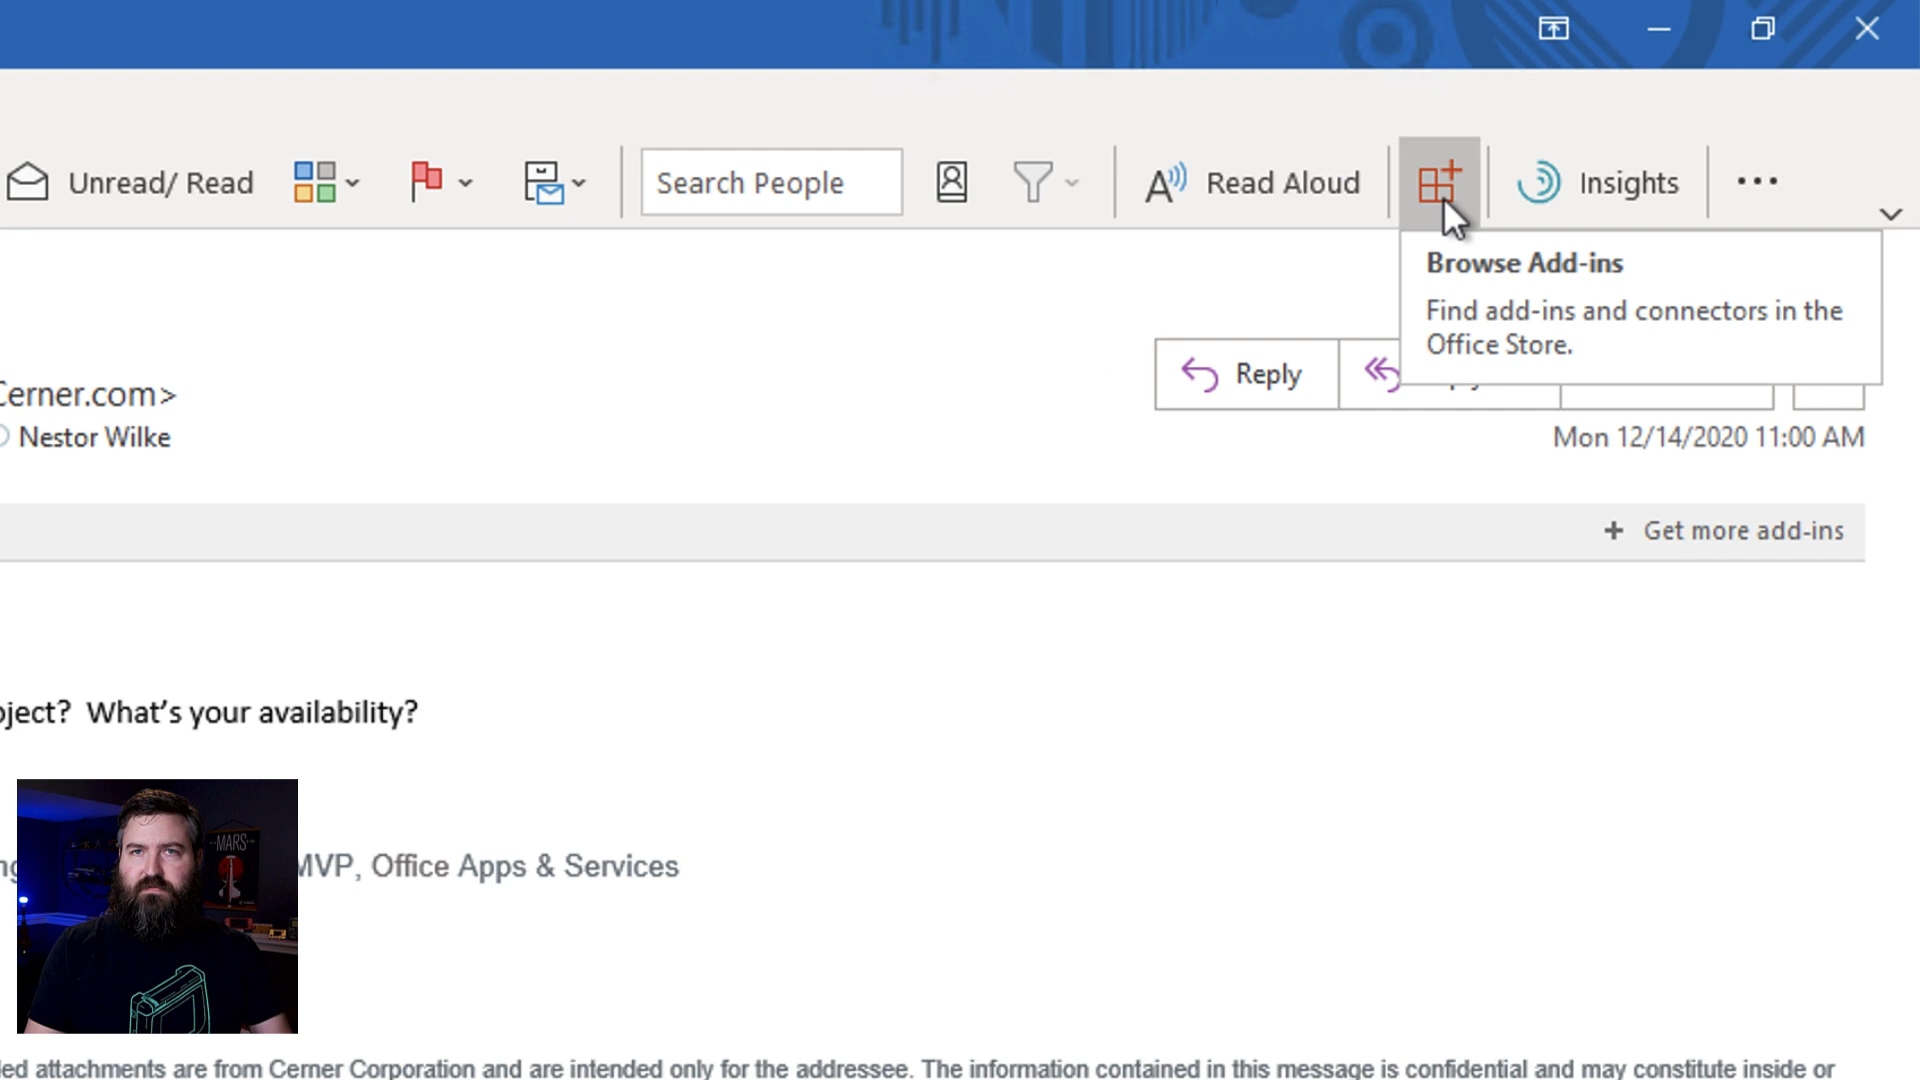 Unread/ Read
Search People
Read Aloud
Insights
Browse Add-ins
Find add-ins and connectors in the
Office Store.
Reply
Cerner.com>
Nestor Wilke
Mon 12/14/2020 11:00 AM
+ Get more add-ins
oject? What's your availability?
MARS
MVP, Office Apps & Services
led attachments are from Cerner Corporation and are intended only for the addressee. The information contained in this message is confidential and may constitute inside or